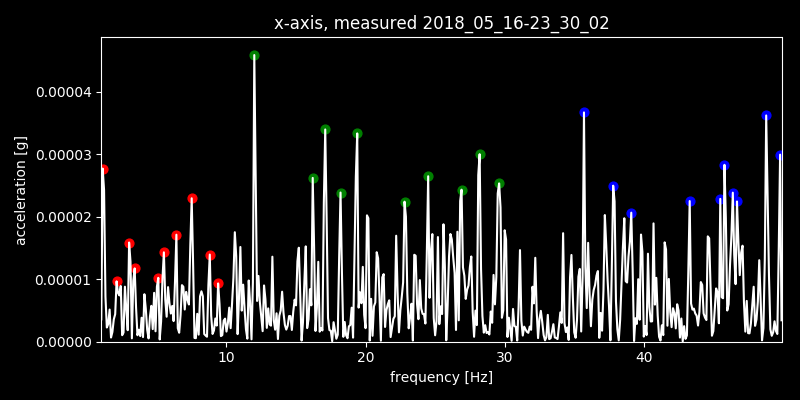 x-axis, measured 2018_05_16-23_30_02
acceleration [g]
0.00004
0.00003
0.00002
0.00001
0.00000
10 20 30 40
frequency [Hz]